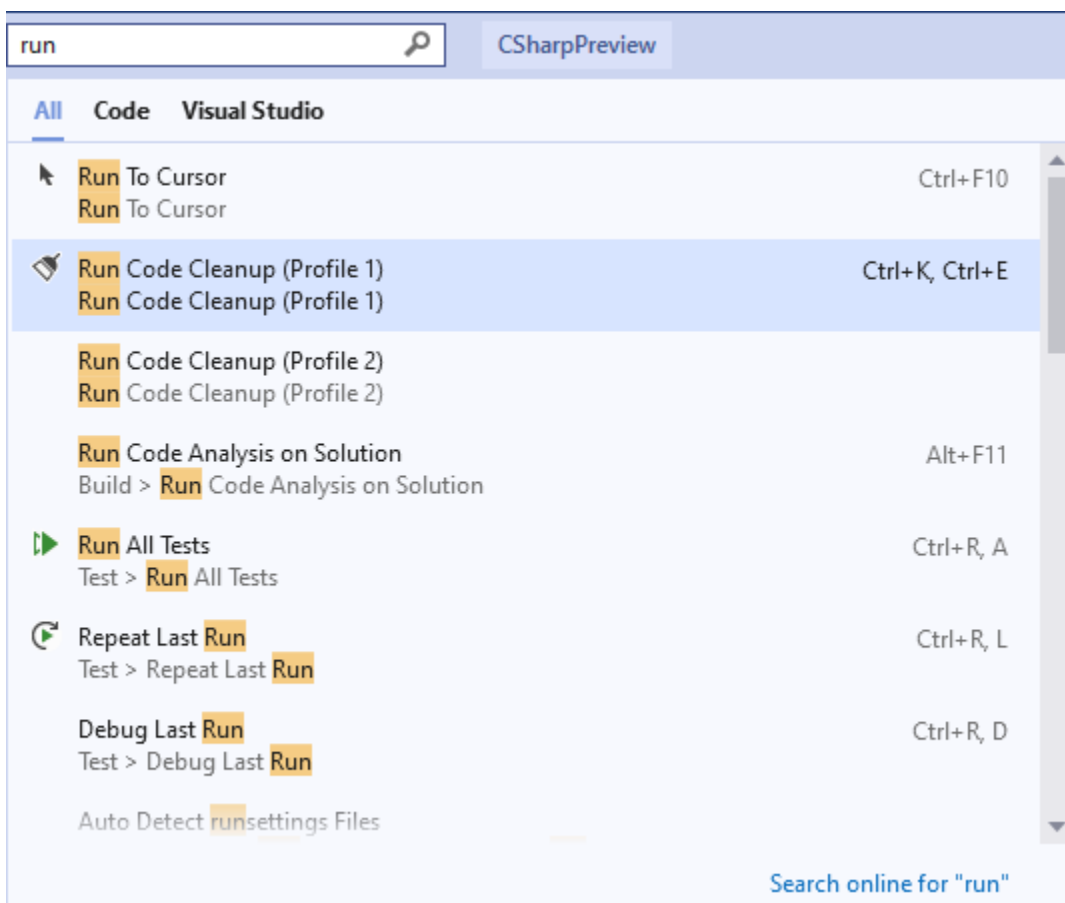 run
CSharpPreview
All Code Visual Studio
Run To Cursor Ctrl+F10
Run To Cursor
Run Code Cleanup (Profile 1) Ctrl+K, Ctrl+E
Run Code Cleanup (Profile 1)
Run Code Cleanup (Profile 2)
Run Code Cleanup (Profile 2)
Run Code Analysis on Solution Alt+F11
Build > Run Code Analysis on Solution
Run All Tests Ctrl+R, A
Test > Run All Tests
Repeat Last Run Ctrl+R, L
Test > Repeat Last Run
Debug Last Run Ctrl+R, D
Test > Debug Last Run
Auto Detect runsettings Files
Search online for "run"